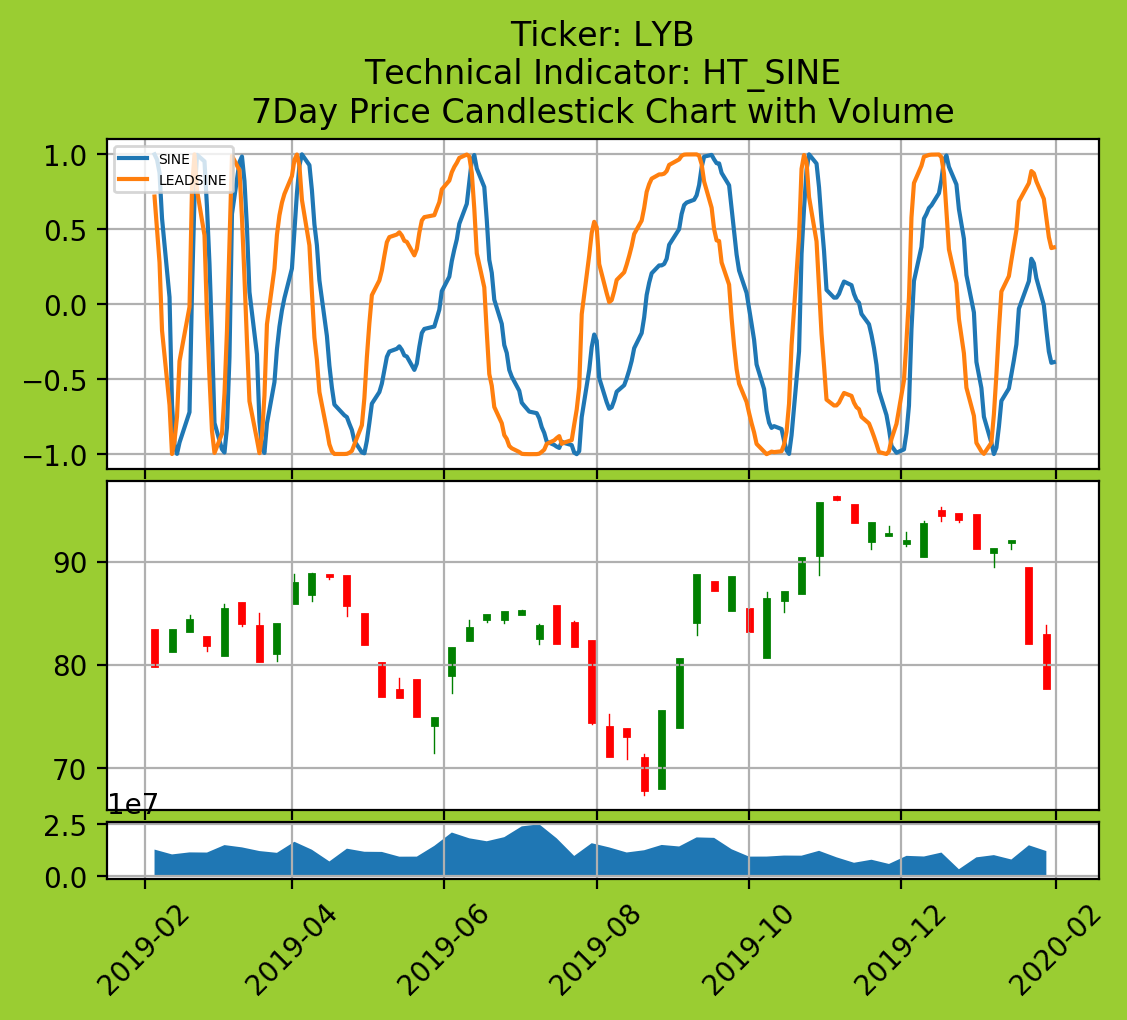 Ticker: LYB
Technical Indicator: HT_SINE
7Day Price Candlestick Chart with Volume
1.0
0.5
0.0
−0.5
−1.0
SINE
LEADSINE
90
80
70
1e7
2.5
0.0
2019-02
2019-04
2019-06
2019-08
2019-10
2019-12
2020-02